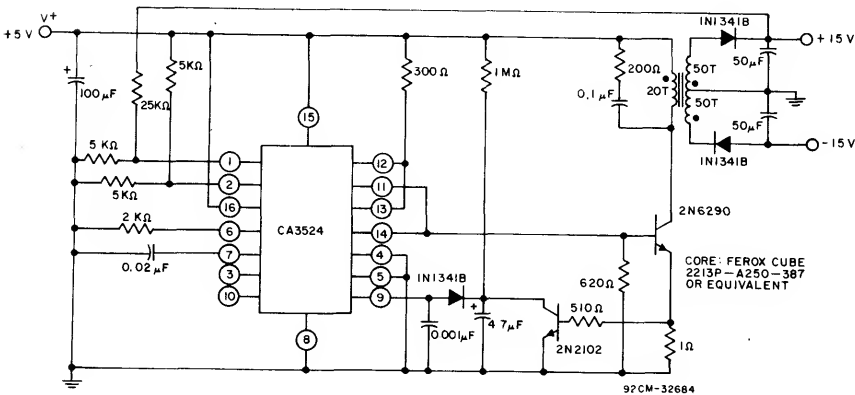 V+
+5V
1N1341B
+15V
5KΩ
300Ω
1MΩ
200Ω
50T
50µF
+
100µF
25KΩ
0.1µF
20T
50T
50µF
15
1N1341B
-15V
5 KΩ
1
12
5KΩ
2
11
16
13
2N6290
2 KΩ
6
CA3524
14
7
4
CORE: FEROX CUBE
2213P-A250-387
OR EQUIVALENT
0.02µF
3
5
1N1341B
620Ω
10
9
+
510Ω
0.001µF
4.7µF
8
2N2102
1Ω
92CM-32684